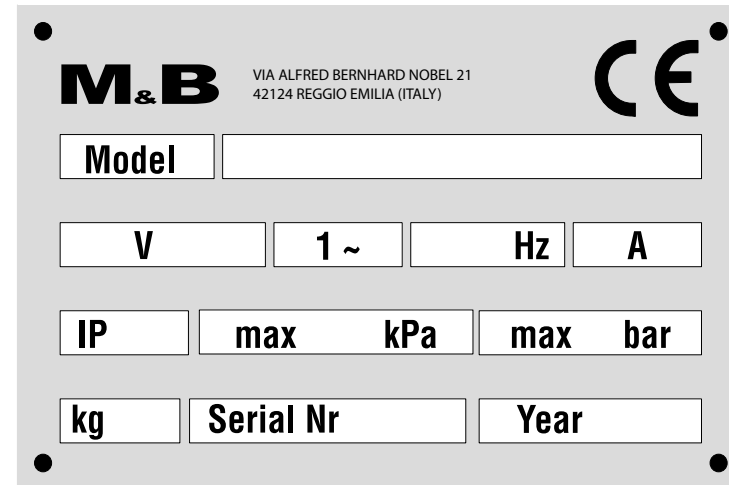 M&B
VIA ALFRED BERNHARD NOBEL 21
42124 REGGIO EMILIA (ITALY)
CE
Model
V 1 ~ Hz A
IP max kPa max bar
kg Serial Nr Year